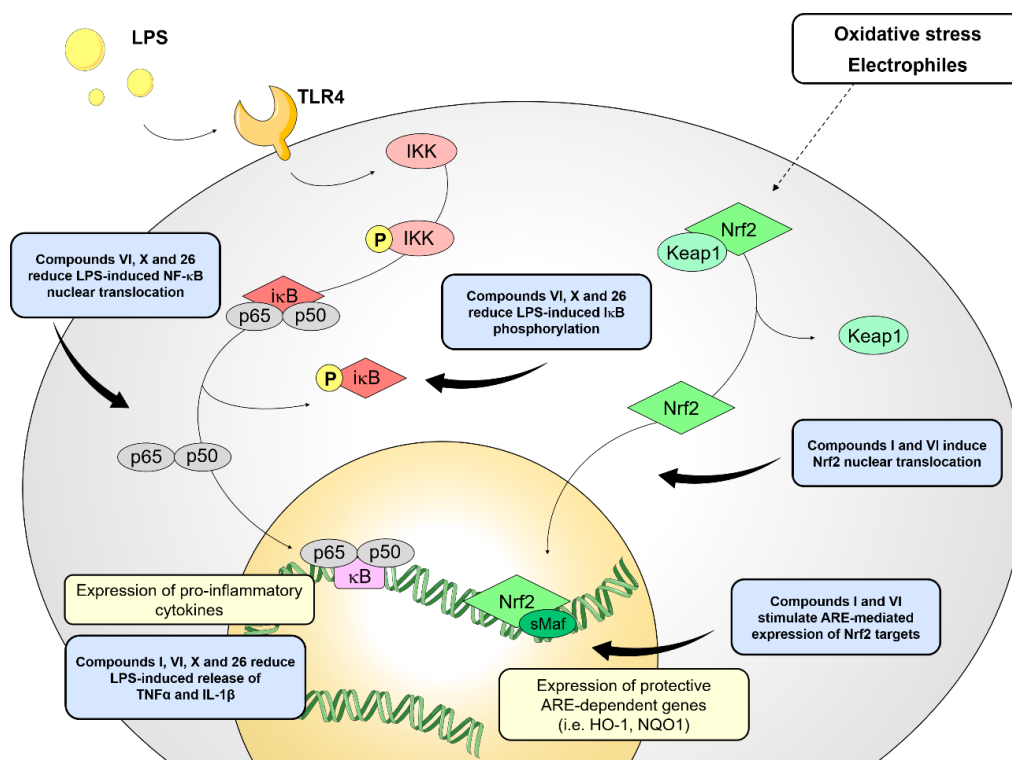 LPS
TLR4
Oxidative stress
Electrophiles
IKK
P
IKK
Nrf2
Keap1
Compounds VI, X and 26
reduce LPS-induced NF-κB
nuclear translocation
iκB
p65
p50
Compounds VI, X and 26
reduce LPS-induced IκB
phosphorylation
Keap1
P
iκB
Nrf2
p65
p50
Compounds I and VI induce
Nrf2 nuclear translocation
p65
p50
κB
Nrf2
sMaf
Expression of pro-inflammatory
cytokines
Compounds I and VI
stimulate ARE-mediated
expression of Nrf2 targets
Compounds I, VI, X and 26 reduce
LPS-induced release of
TNFα and IL-1β
Expression of protective
ARE-dependent genes
(i.e. HO-1, NQO1)